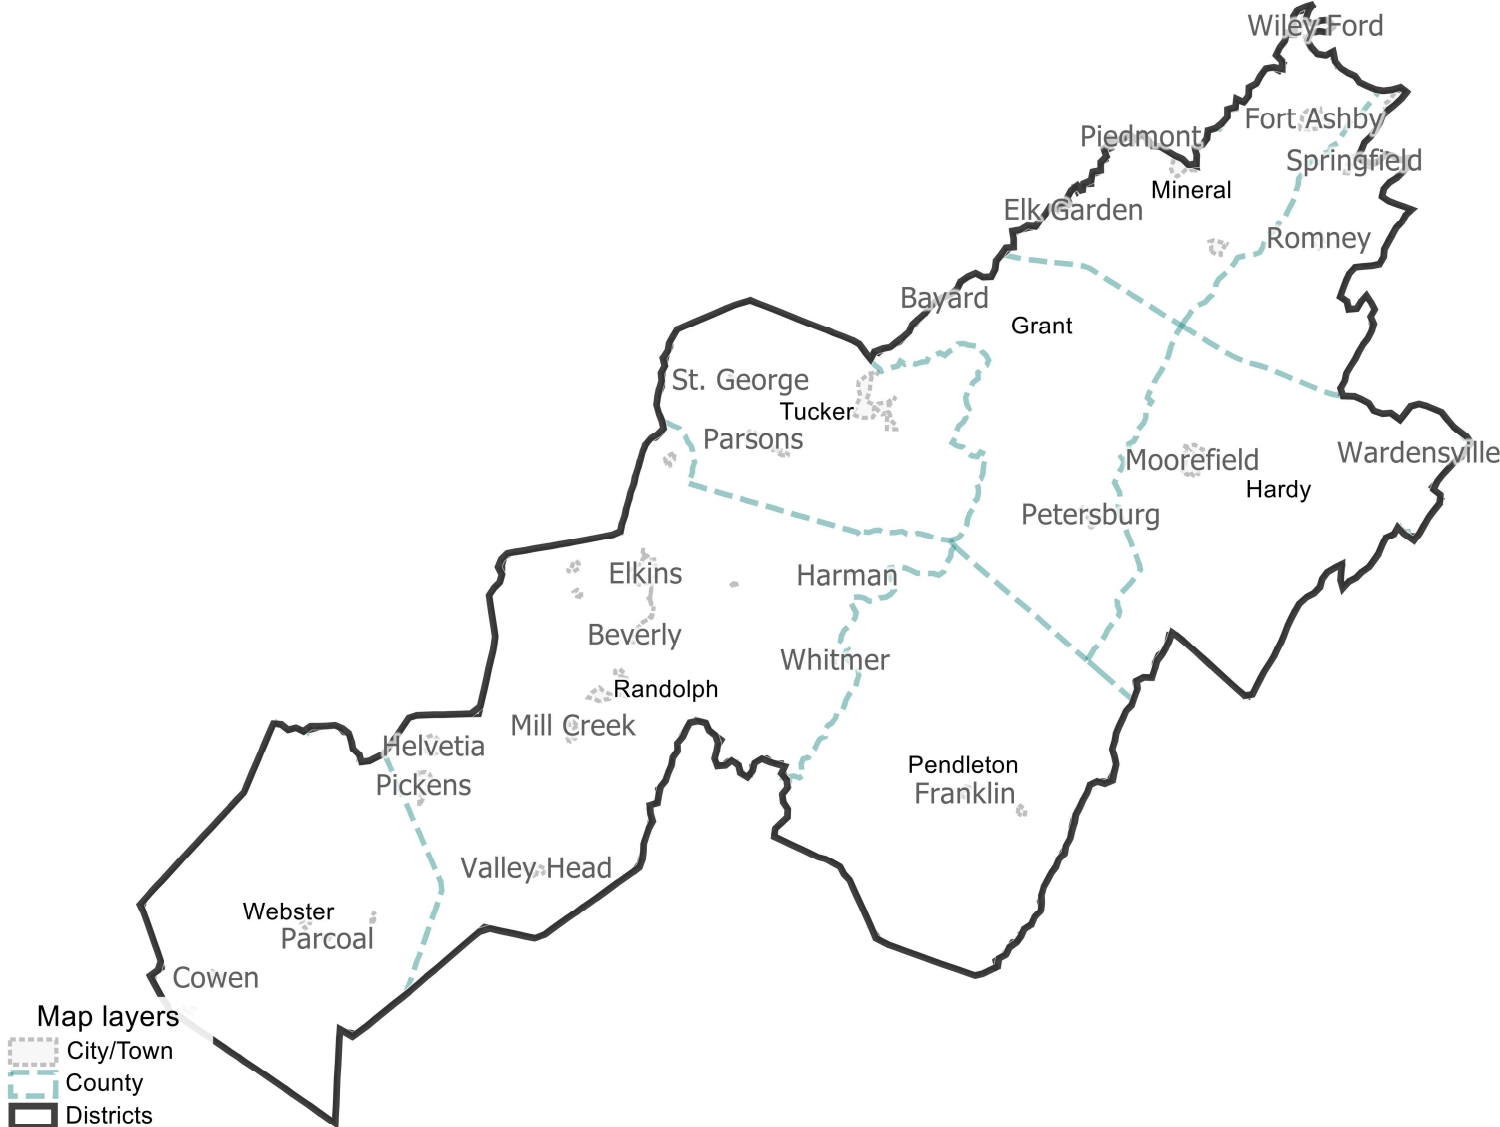 Wiley Ford
Fort Ashby
Piedmont
Springfield
Mineral
Elk Garden
Romney
Bayard
Grant
St. George
Tucker
Parsons
Moorefield
Wardensville
Hardy
Petersburg
Elkins
Harman
Beverly
Whitmer
Randolph
Mill Creek
Helvetia
Pickens
Pendleton
Franklin
Valley Head
Webster
Parcoal
Cowen
Map layers
City/Town
County
Districts